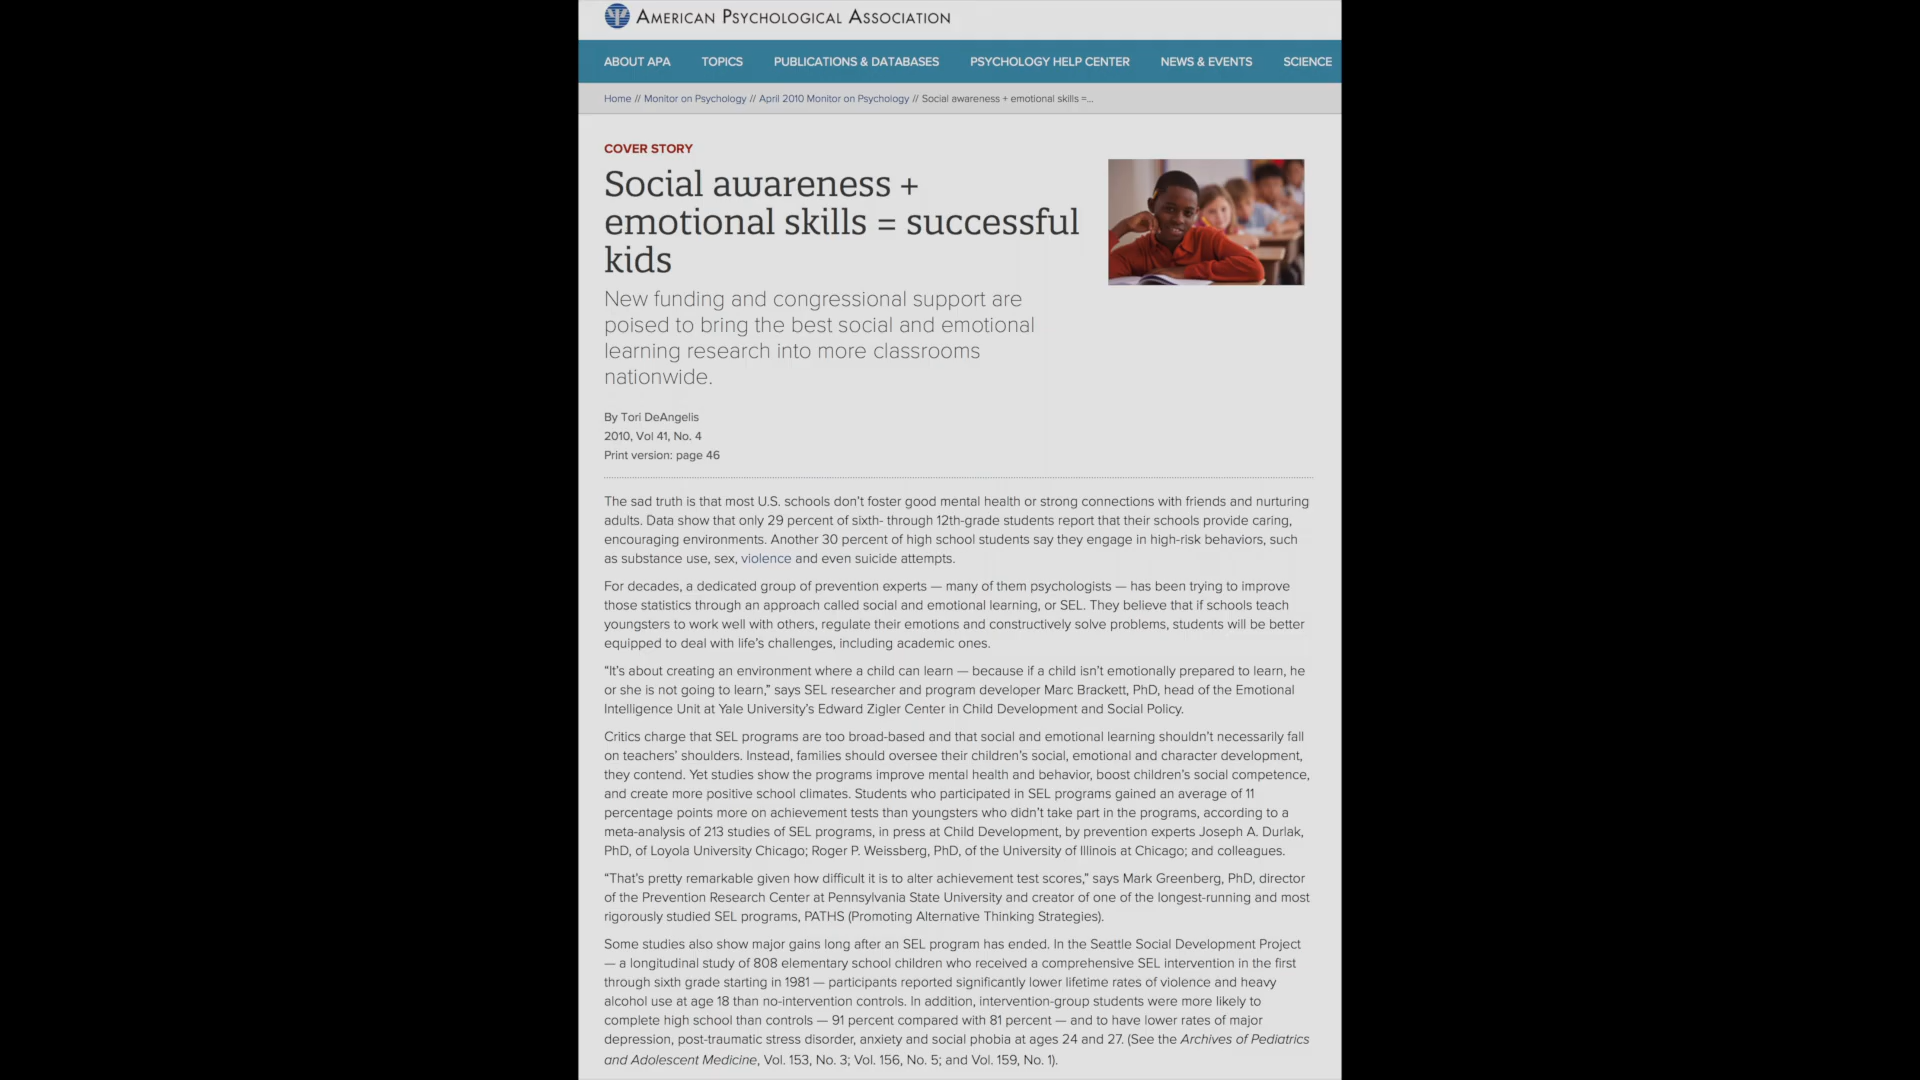 AMERICAN PSYCHOLOGICAL ASSOCIATION
ABOUT APA TOPICS PUBLICATIONS & DATABASES PSYCHOLOGY HELP CENTER NEWS & EVENTS SCIENCE
Home // Monitor on Psychology // April 2010 Monitor on Psychology // Social awareness + emotional skills =...
COVER STORY
Social awareness +
emotional skills = successful
kids
New funding and congressional support are
poised to bring the best social and emotional
learning research into more classrooms
nationwide.
By Tori DeAngelis
2010, Vol 41, No. 4
Print version: page 46
The sad truth is that most U.S. schools don't foster good mental health or strong connections with friends and nurturing
adults. Data show that only 29 percent of sixth- through 12th-grade students report that their schools provide caring,
encouraging environments. Another 30 percent of high school students say they engage in high-risk behaviors, such
as substance use, sex, violence and even suicide attempts.
For decades, a dedicated group of prevention experts — many of them psychologists — has been trying to improve
those statistics through an approach called social and emotional learning, or SEL. They believe that if schools teach
youngsters to work well with others, regulate their emotions and constructively solve problems, students will be better
equipped to deal with life's challenges, including academic ones.
“It's about creating an environment where a child can learn — because if a child isn't emotionally prepared to learn, he
or she is not going to learn,” says SEL researcher and program developer Marc Brackett, PhD, head of the Emotional
Intelligence Unit at Yale University's Edward Zigler Center in Child Development and Social Policy.
Critics charge that SEL programs are too broad-based and that social and emotional learning shouldn't necessarily fall
on teachers' shoulders. Instead, families should oversee their children's social, emotional and character development,
they contend. Yet studies show the programs improve mental health and behavior, boost children's social competence,
and create more positive school climates. Students who participated in SEL programs gained an average of 11
percentage points more on achievement tests than youngsters who didn't take part in the programs, according to a
meta-analysis of 213 studies of SEL programs, in press at Child Development, by prevention experts Joseph A. Durlak,
PhD, of Loyola University Chicago; Roger P. Weissberg, PhD, of the University of Illinois at Chicago; and colleagues.
“That's pretty remarkable given how difficult it is to alter achievement test scores,” says Mark Greenberg, PhD, director
of the Prevention Research Center at Pennsylvania State University and creator of one of the longest-running and most
rigorously studied SEL programs, PATHS (Promoting Alternative Thinking Strategies).
Some studies also show major gains long after an SEL program has ended. In the Seattle Social Development Project
— a longitudinal study of 808 elementary school children who received a comprehensive SEL intervention in the first
through sixth grade starting in 1981 — participants reported significantly lower lifetime rates of violence and heavy
alcohol use at age 18 than no-intervention controls. In addition, intervention-group students were more likely to
complete high school than controls — 91 percent compared with 81 percent — and to have lower rates of major
depression, post-traumatic stress disorder, anxiety and social phobia at ages 24 and 27. (See the Archives of Pediatrics
and Adolescent Medicine, Vol. 153, No. 3; Vol. 156, No. 5; and Vol. 159, No. 1).